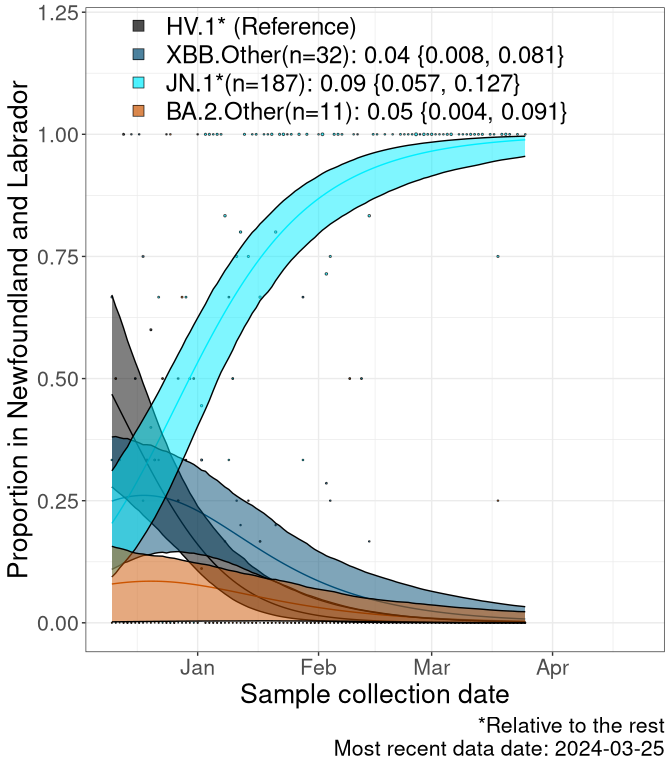 1.25
HV.1* (Reference)
XBB.Other(n=32): 0.04 {0.008, 0.081}
JN.1*(n=187): 0.09 {0.057, 0.127}
BA.2.Other(n=11): 0.05 {0.004, 0.091}
1.00
0.75
0.50
0.25
0.00
Proportion in Newfoundland and Labrador
Jan Feb Mar Apr
Sample collection date
*Relative to the rest
Most recent data date: 2024-03-25